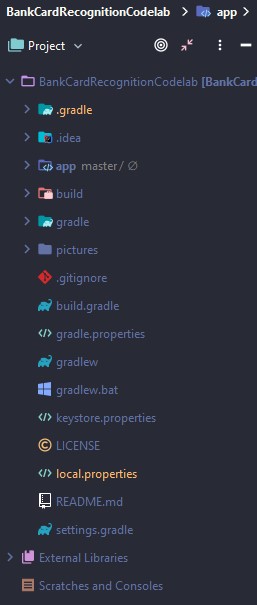 BankCardRecognitionCodelab > app >
Project
BankCardRecognitionCodelab [BankCard
.gradle
.idea
app master / ∅
build
gradle
pictures
.gitignore
build.gradle
gradle.properties
gradlew
gradlew.bat
keystore.properties
LICENSE
local.properties
README.md
settings.gradle
External Libraries
Scratches and Consoles